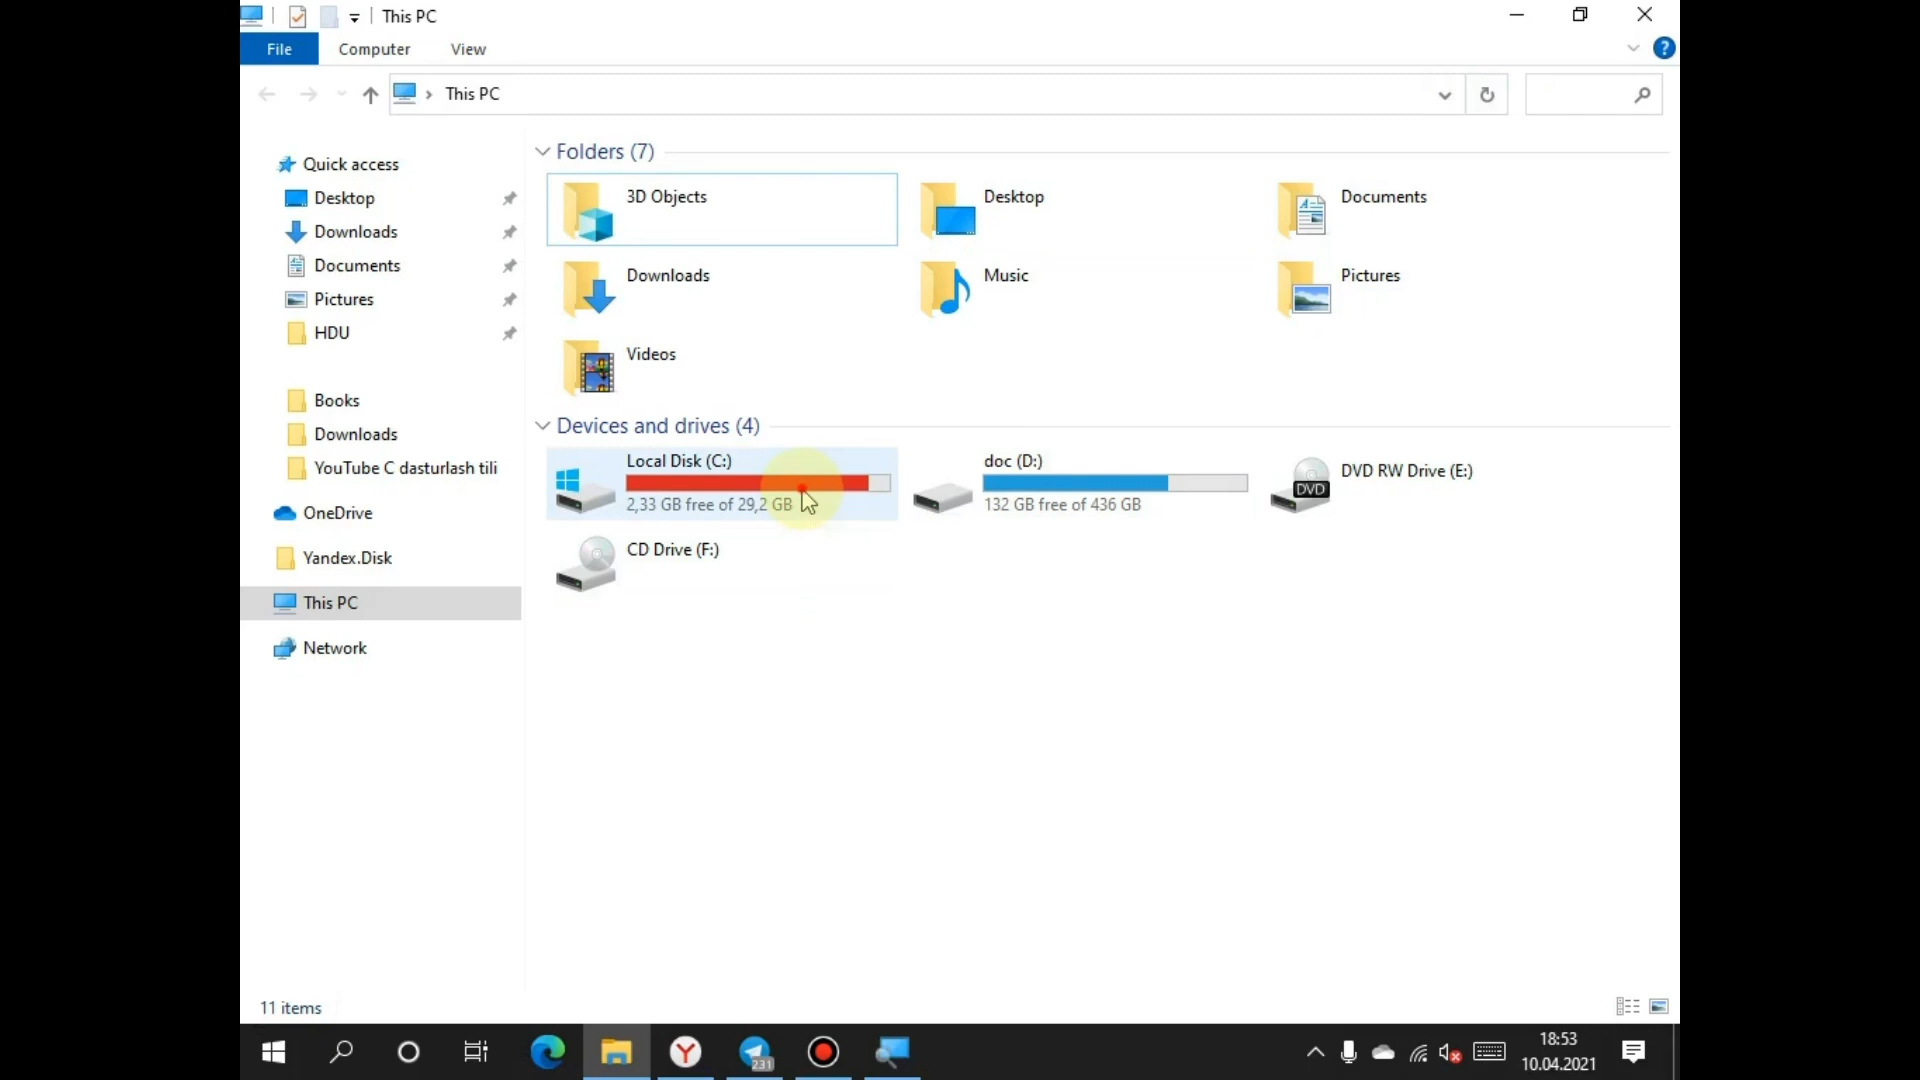 This PC
File
Computer
View
This PC
Quick access
Desktop
Downloads
Documents
Pictures
HDU
Books
Downloads
YouTube C dasturlash tili
OneDrive
Yandex.Disk
This PC
Network
Folders (7)
3D Objects
Desktop
Documents
Downloads
Music
Pictures
Videos
Devices and drives (4)
Local Disk (C:)
2,33 GB free of 29,2 GB
doc (D:)
132 GB free of 436 GB
DVD RW Drive (E:)
DVD
CD Drive (F:)
11 items
231
18:53
10.04.2021